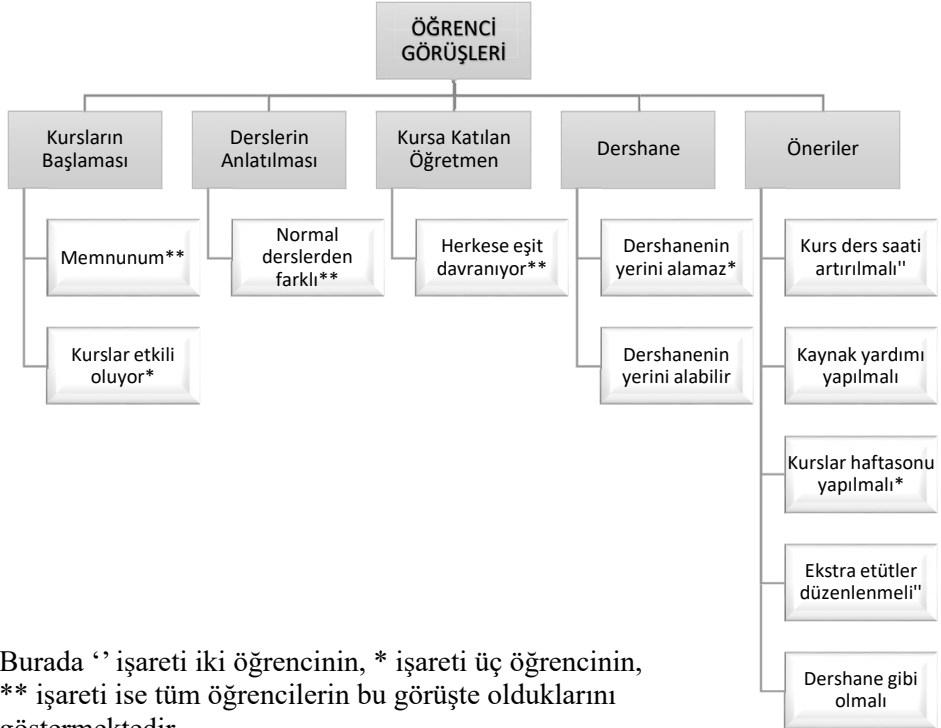 ÖĞRENCİ
GÖRÜŞLERİ
Kursların
Başlaması
Memnunum**
Kurslar etkili
oluyor*
Derslerin
Anlatılması
Normal
derslerden
farklı**
Kursa Katılan
Öğretmen
Herkese eşit
davranıyor**
Dershane
Dershanenin
yerini alamaz*
Dershanenin
yerini alabilir
Öneriler
Kurs ders saati
artırılmalı''
Kaynak yardımı
yapılmalı
Kurslar haftasonu
yapılmalı*
Ekstra etütler
düzenlenmeli''
Dershane gibi
olmalı
Burada ‘’ işareti iki öğrencinin, * işareti üç öğrencinin,
** işareti ise tüm öğrencilerin bu görüşte olduklarını
göstermektedir